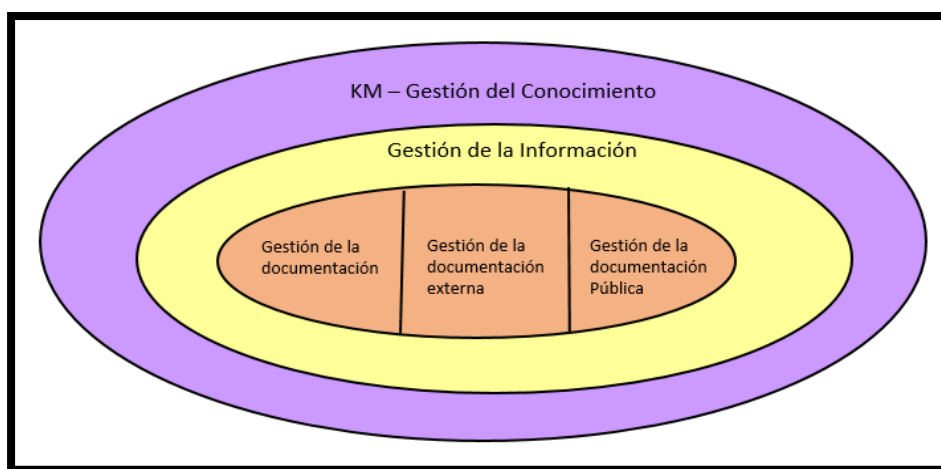 KM – Gestión del Conocimiento
Gestión de la Información
Gestión de la
documentación
Gestión de la
documentación
externa
Gestión de la
documentación
Pública